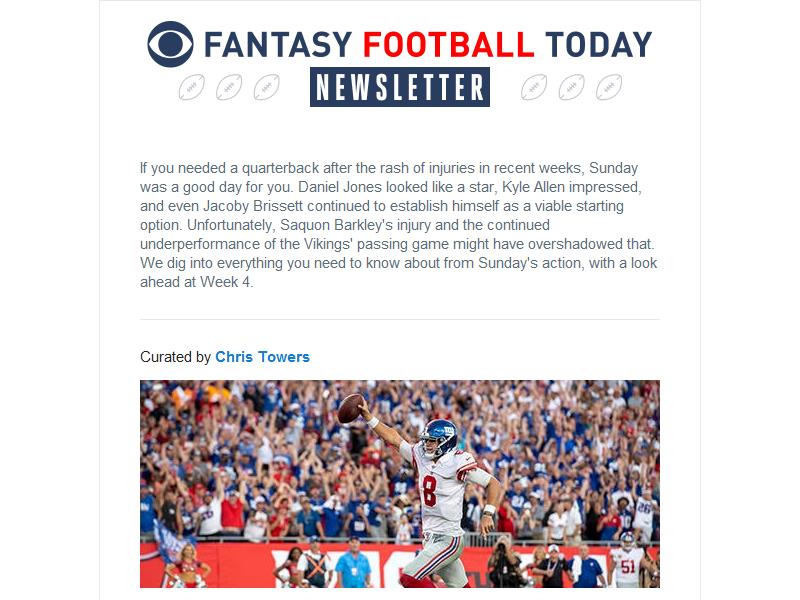 FANTASY FOOTBALL TODAY
NEWSLETTER
If you needed a quarterback after the rash of injuries in recent weeks, Sunday
was a good day for you. Daniel Jones looked like a star, Kyle Allen impressed,
and even Jacoby Brissett continued to establish himself as a viable starting
option. Unfortunately, Saquon Barkley's injury and the continued
underperformance of the Vikings' passing game might have overshadowed that.
We dig into everything you need to know about from Sunday's action, with a look
ahead at Week 4.
Curated by Chris Towers
8
26
51